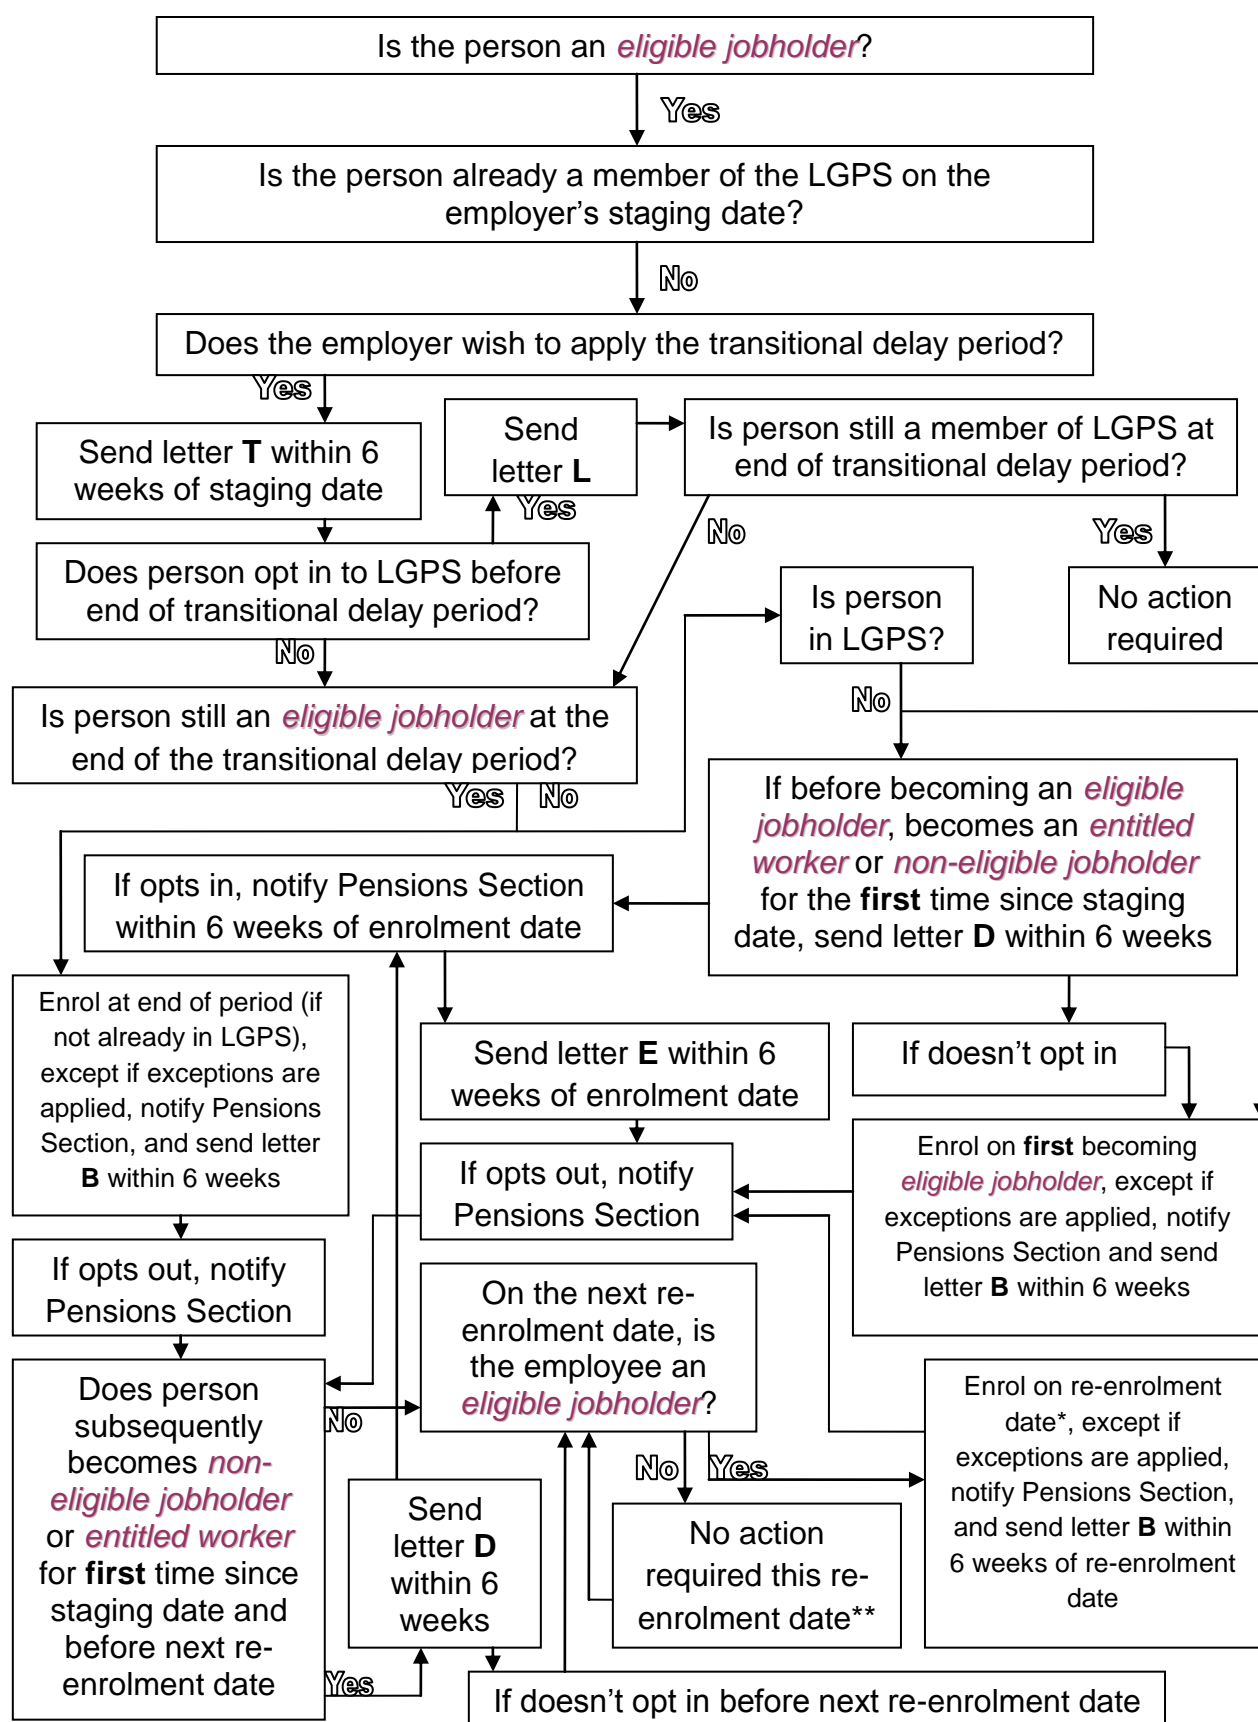 Is the person an eligible jobholder?
Yes
Is the person already a member of the LGPS on the
employer's staging date?
No
Does the employer wish to apply the transitional delay period?
Yes
Send letter T within 6
weeks of staging date
Send
letter L
Is person still a member of LGPS at
end of transitional delay period?
Yes
No
Yes
Does person opt in to LGPS before
end of transitional delay period?
Is person
in LGPS?
No action
required
No
No
Is person still an eligible jobholder at the
end of the transitional delay period?
Yes
No
If before becoming an eligible
jobholder, becomes an entitled
worker or non-eligible jobholder
for the first time since staging
date, send letter D within 6 weeks
If opts in, notify Pensions Section
within 6 weeks of enrolment date
Enrol at end of period (if
not already in LGPS),
except if exceptions are
applied, notify Pensions
Section, and send letter
B within 6 weeks
Send letter E within 6
weeks of enrolment date
If doesn't opt in
If opts out, notify
Pensions Section
Enrol on first becoming
eligible jobholder, except if
exceptions are applied, notify
Pensions Section and send
letter B within 6 weeks
If opts out, notify
Pensions Section
On the next re-
enrolment date, is
the employee an
eligible jobholder?
Does person
subsequently
becomes non-
eligible jobholder
or entitled worker
for first time since
staging date and
before next re-
enrolment date
No
Yes
Send
letter D
within 6
weeks
No
Yes
No action
required this re-
enrolment date**
Enrol on re-enrolment
date*, except if
exceptions are applied,
notify Pensions Section,
and send letter B within
6 weeks of re-enrolment
date
If doesn't opt in before next re-enrolment date